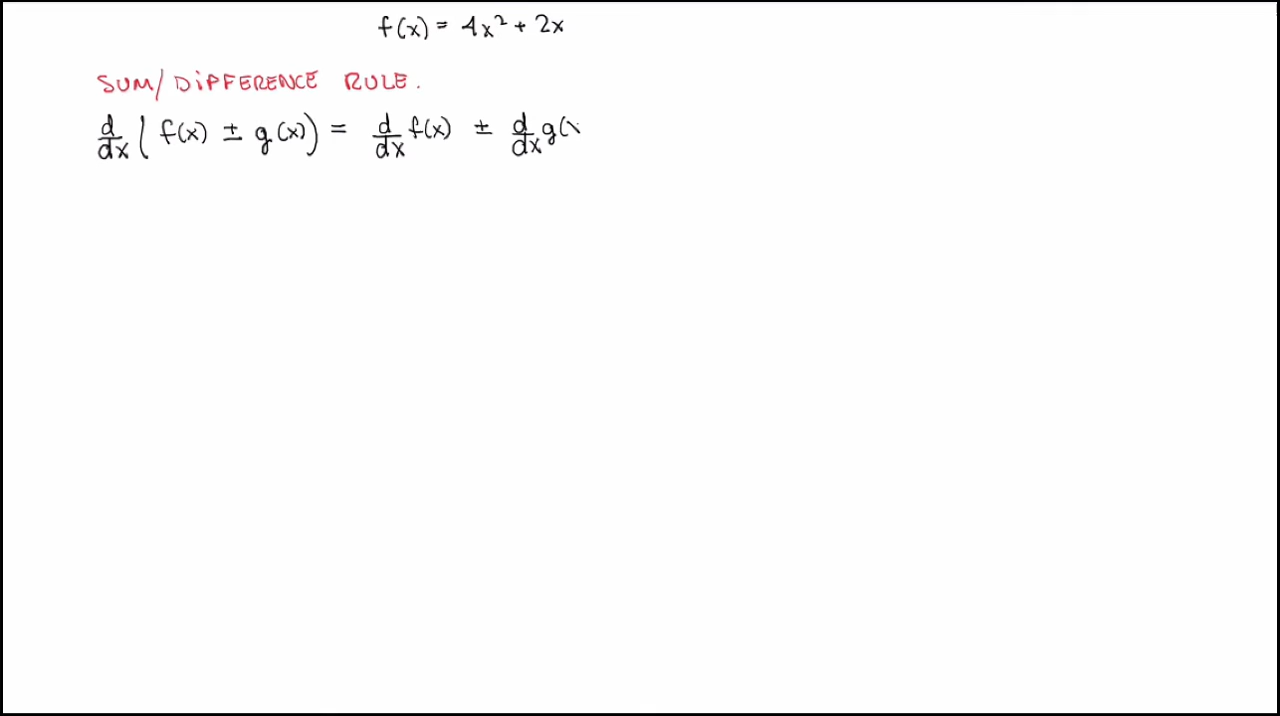 f(x) = 4x² + 2x
SUM/DIFFERENCE RULE.
d/dx ( f(x) ± g(x) ) = d/dx f(x) ± d/dx g(x